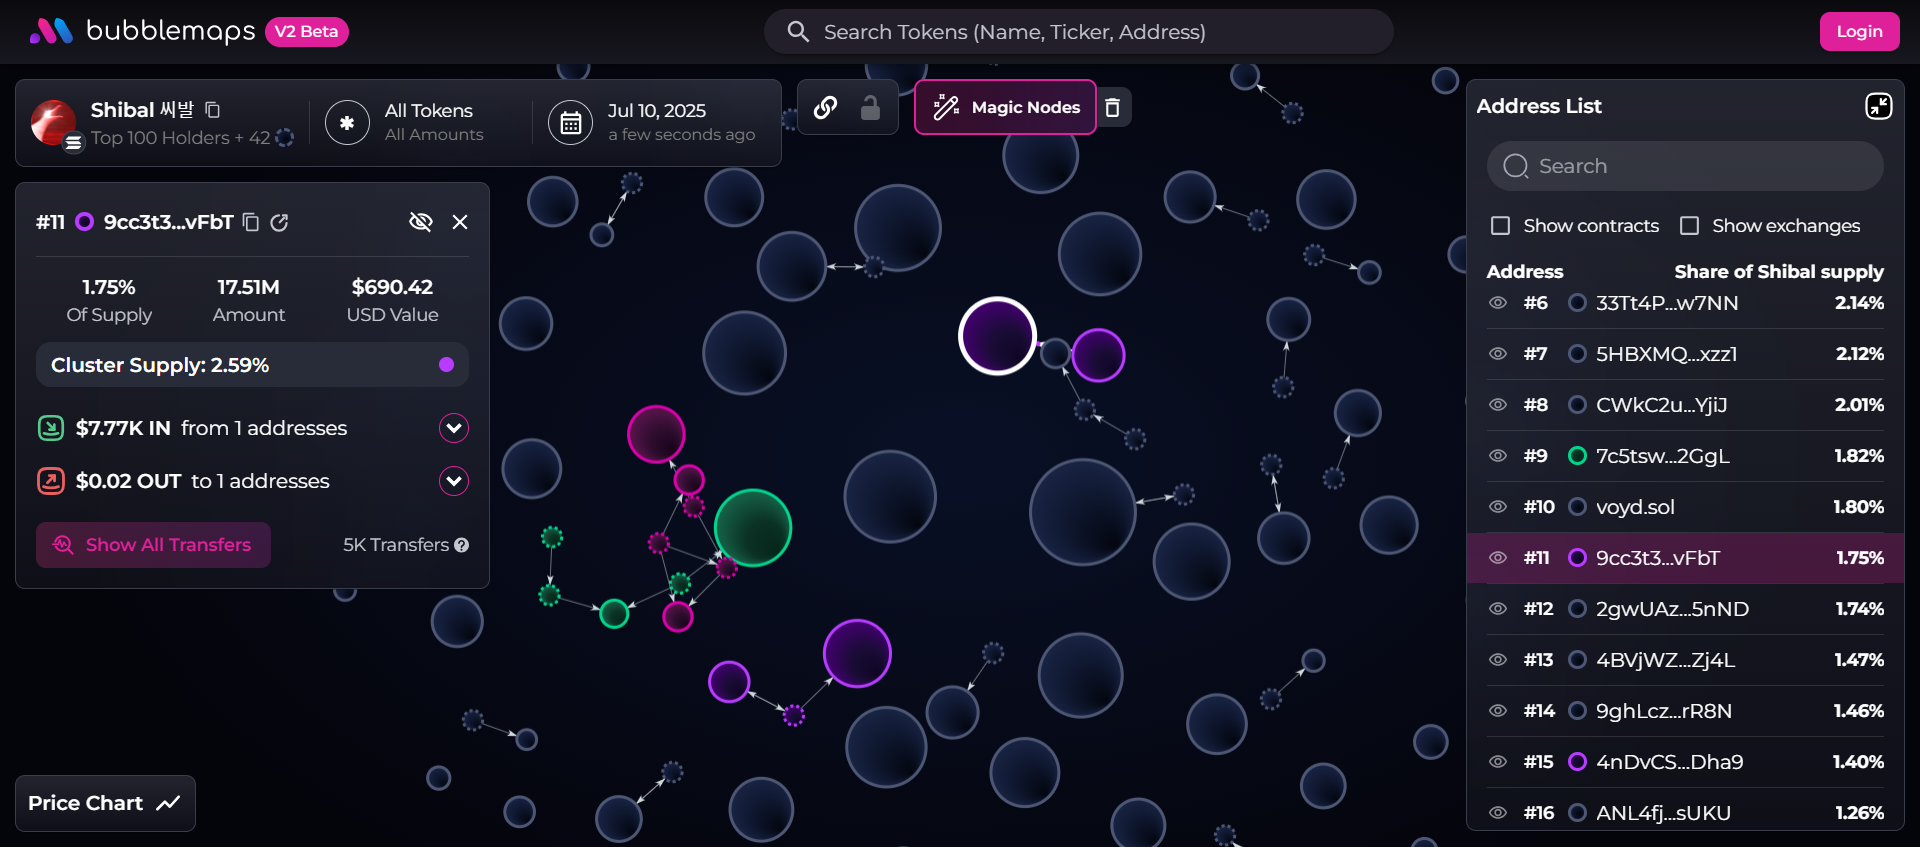 bubblemaps V2 Beta
Search Tokens (Name, Ticker, Address)
Login
Shibal 씨발
Top 100 Holders + 42
All Tokens
All Amounts
Jul 10, 2025
a few seconds ago
Magic Nodes
#11 9cc3t3...vFbT
1.75% 17.51M $690.42
Of Supply Amount USD Value
Cluster Supply: 2.59%
$7.77K IN from 1 addresses
$0.02 OUT to 1 addresses
Show All Transfers 5K Transfers ?
Price Chart
Address List
Search
Show contracts Show exchanges
Address Share of Shibal supply
#6 33Tt4P...w7NN 2.14%
#7 5HBXMQ...xzz1 2.12%
#8 CWkC2u...YjiJ 2.01%
#9 7c5tsw...2GgL 1.82%
#10 voyd.sol 1.80%
#11 9cc3t3...vFbT 1.75%
#12 2gwUAz...5nND 1.74%
#13 4BVjWZ...Zj4L 1.47%
#14 9ghLcz...rR8N 1.46%
#15 4nDvCS...Dha9 1.40%
#16 ANL4fj...sUKU 1.26%